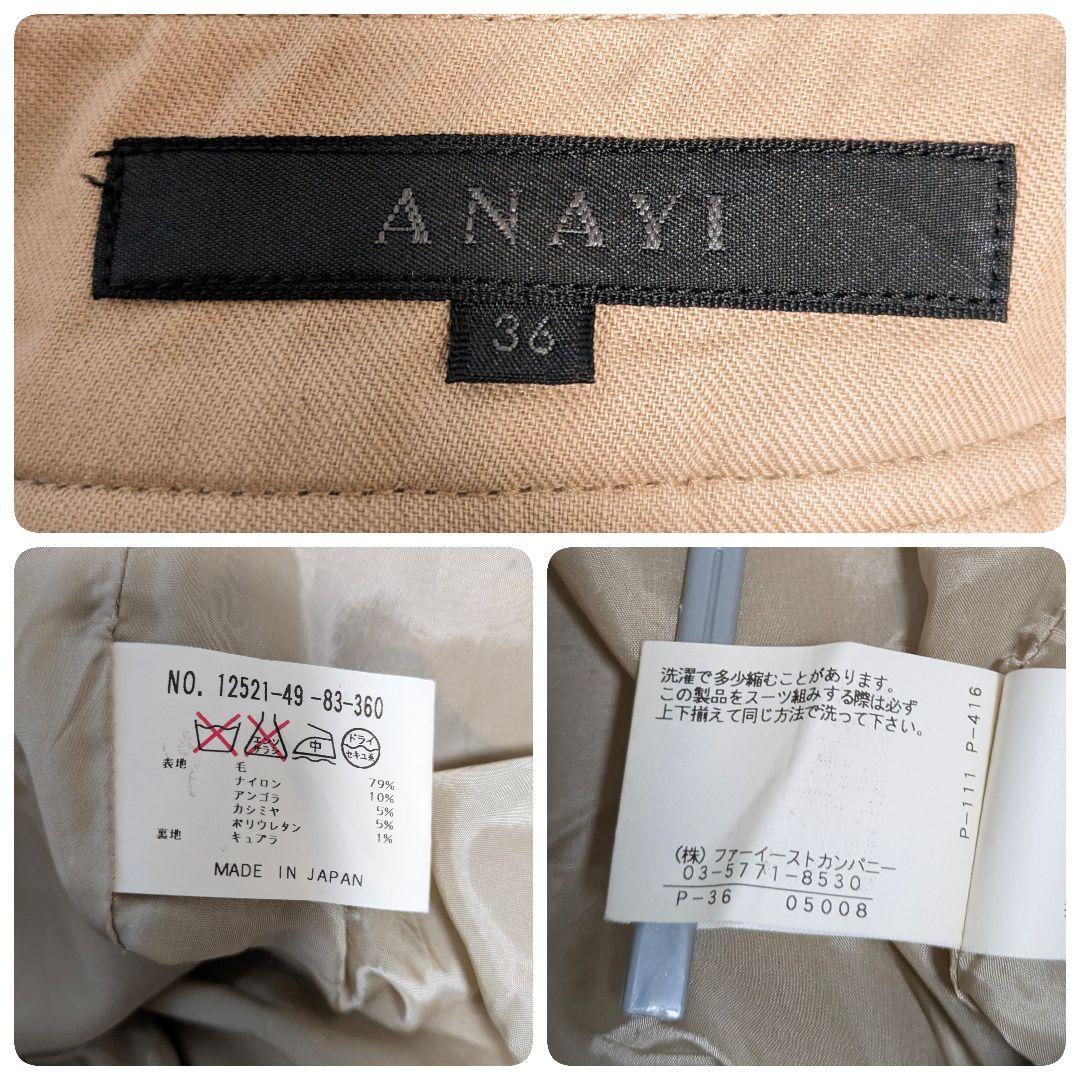 ANAYI
36
NO. 12521-49-83-360
エンソ
サラシ
中
ドライ
セキユ系
表地 毛 79%
ナイロン 10%
アンゴラ 5%
カシミヤ 5%
ポリウレタン 1%
裏地 キュプラ
MADE IN JAPAN
洗濯で多少縮むことがあります。
この製品をスーツ組みする際は必ず
上下揃えて同じ方法で洗って下さい。
(株) ファーイーストカンパニー
03-5771-8530
P-36 05008
P-111 P-416